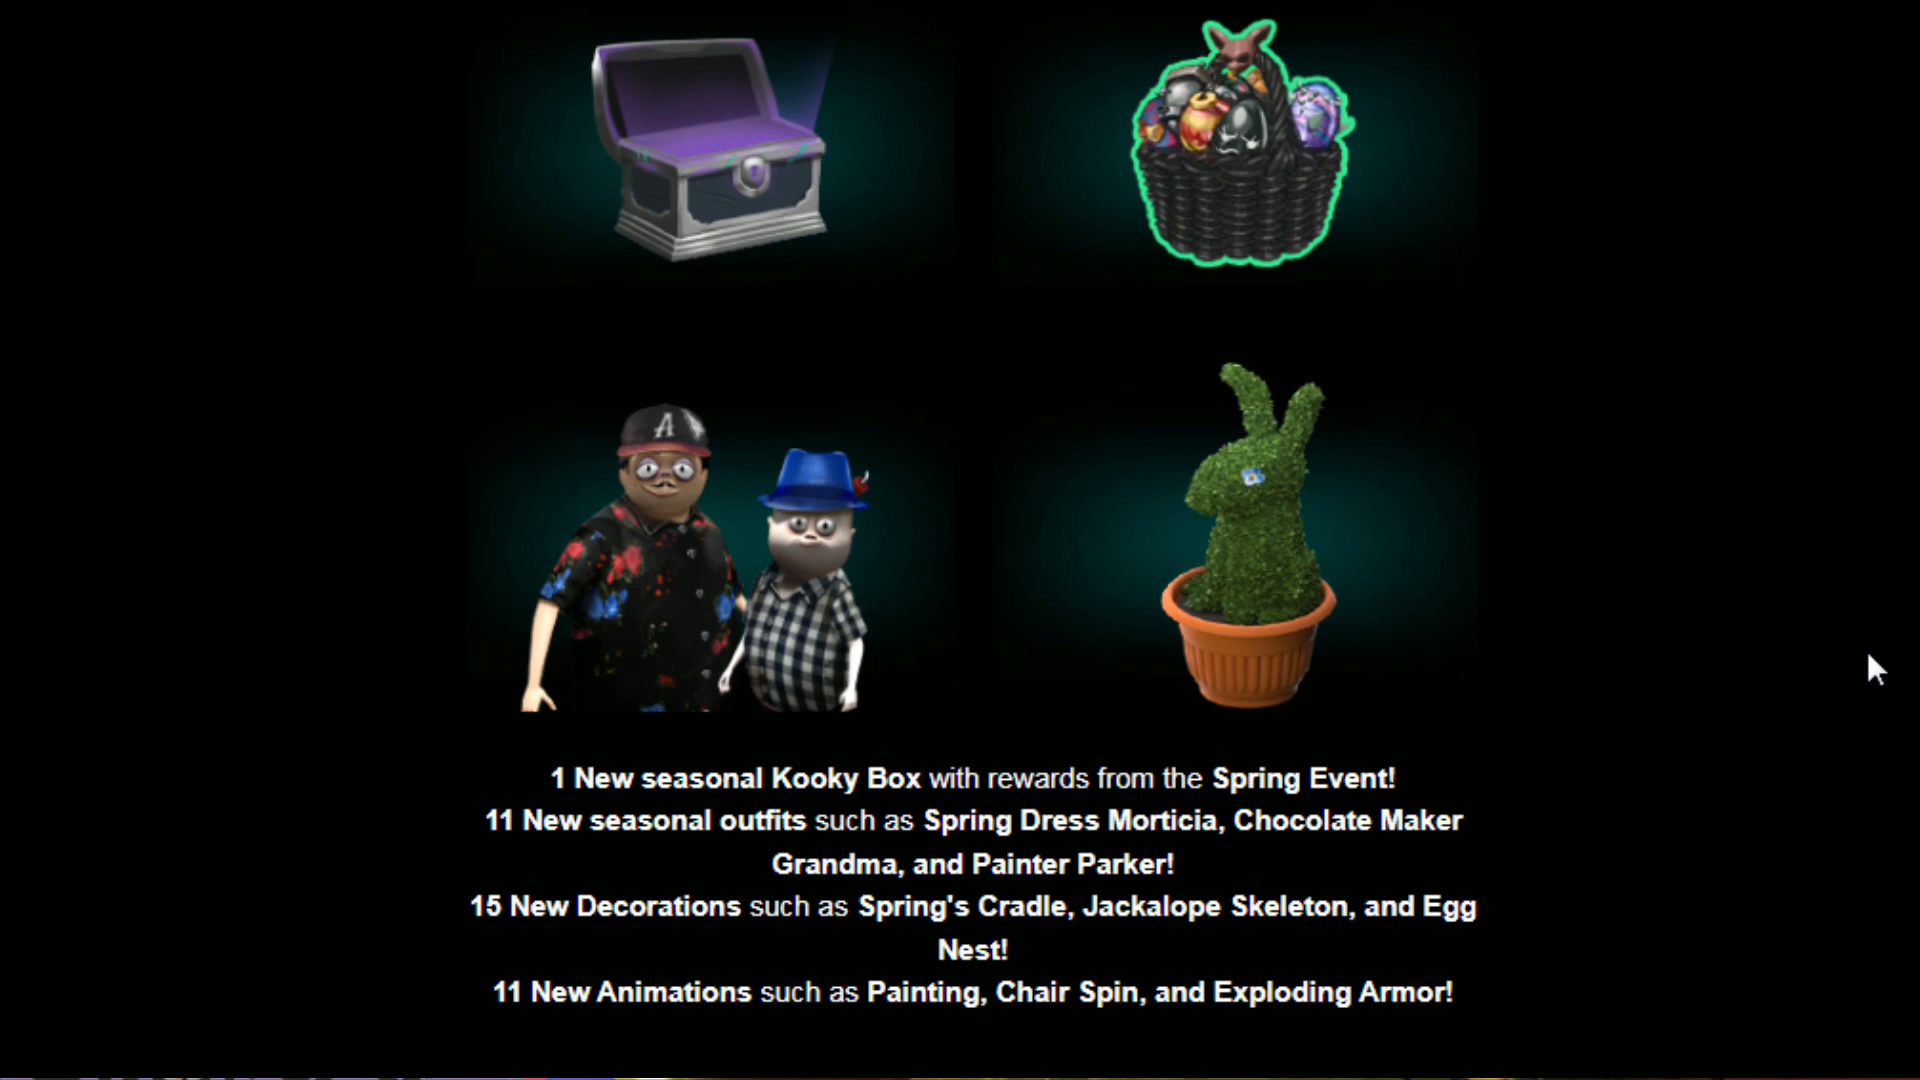 A
1 New seasonal Kooky Box with rewards from the Spring Event!
11 New seasonal outfits such as Spring Dress Morticia, Chocolate Maker
Grandma, and Painter Parker!
15 New Decorations such as Spring's Cradle, Jackalope Skeleton, and Egg
Nest!
11 New Animations such as Painting, Chair Spin, and Exploding Armor!